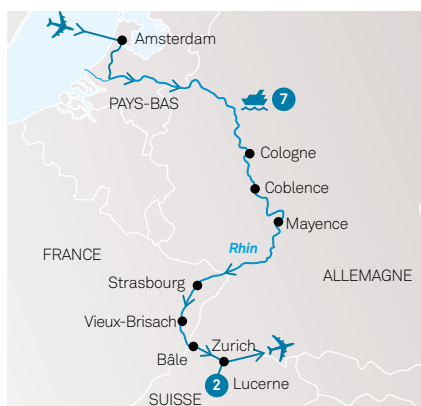 Amsterdam
PAYS-BAS
7
Cologne
Coblence
Mayence
Rhin
FRANCE
ALLEMAGNE
Strasbourg
Vieux-Brisach
Bâle
Zurich
2
Lucerne
SUISSE